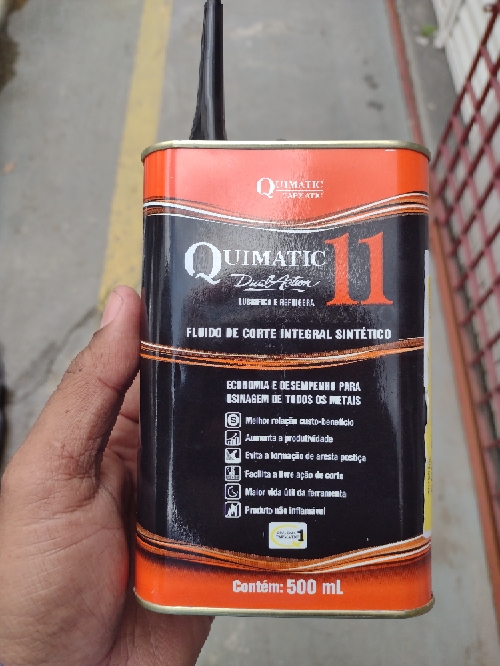 QUIMATIC
TAPMATIC
QUIMATIC 11
Dual Action
LUBRIFICA E REFRIGERA
FLUIDO DE CORTE INTEGRAL SINTÉTICO
ECONOMIA E DESEMPENHO PARA
USINAGEM DE TODOS OS METAIS
Melhor relação custo-benefício
Aumenta a produtividade
Evita a formação de aresta postiça
Facilita a livre ação de corte
Maior vida útil da ferramenta
Produto não inflamável
1
Contém: 500 mL